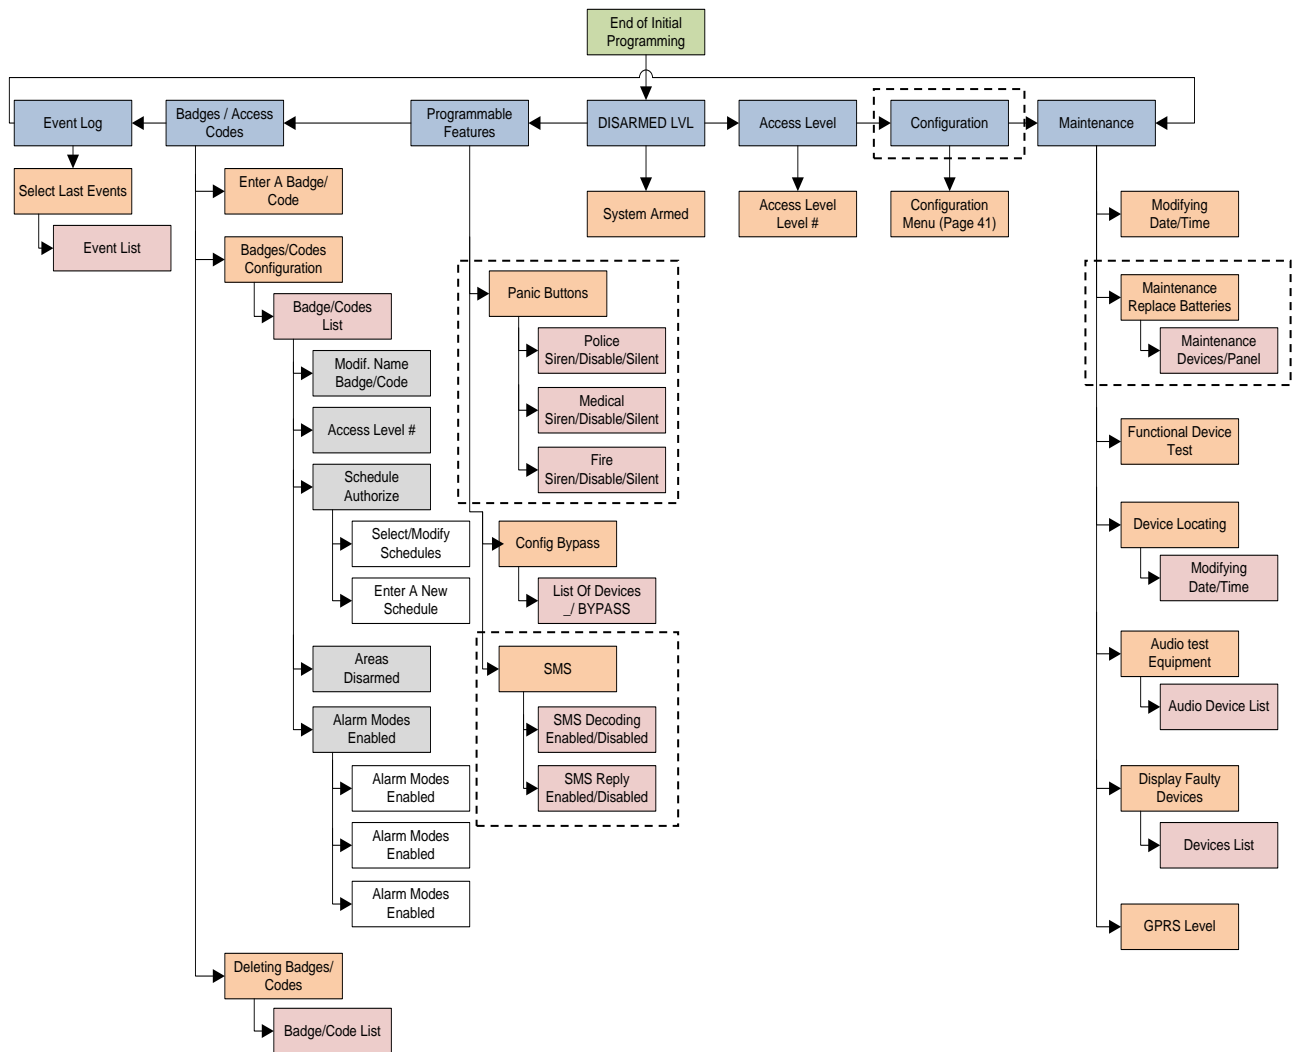 End of Initial
Programming
Event Log
Badges / Access
Codes
Programmable
Features
DISARMED LVL
Access Level
Configuration
Maintenance
Select Last Events
Event List
Enter A Badge/
Code
Badges/Codes
Configuration
Badge/Codes
List
Modif. Name
Badge/Code
Access Level #
Schedule
Authorize
Select/Modify
Schedules
Enter A New
Schedule
Areas
Disarmed
Alarm Modes
Enabled
Alarm Modes
Enabled
Alarm Modes
Enabled
Alarm Modes
Enabled
Deleting Badges/
Codes
Badge/Code List
Panic Buttons
Police
Siren/Disable/Silent
Medical
Siren/Disable/Silent
Fire
Siren/Disable/Silent
Config Bypass
List Of Devices
_/ BYPASS
SMS
SMS Decoding
Enabled/Disabled
SMS Reply
Enabled/Disabled
System Armed
Access Level
Level #
Configuration
Menu (Page 41)
Modifying
Date/Time
Maintenance
Replace Batteries
Maintenance
Devices/Panel
Functional Device
Test
Device Locating
Modifying
Date/Time
Audio test
Equipment
Audio Device List
Display Faulty
Devices
Devices List
GPRS Level